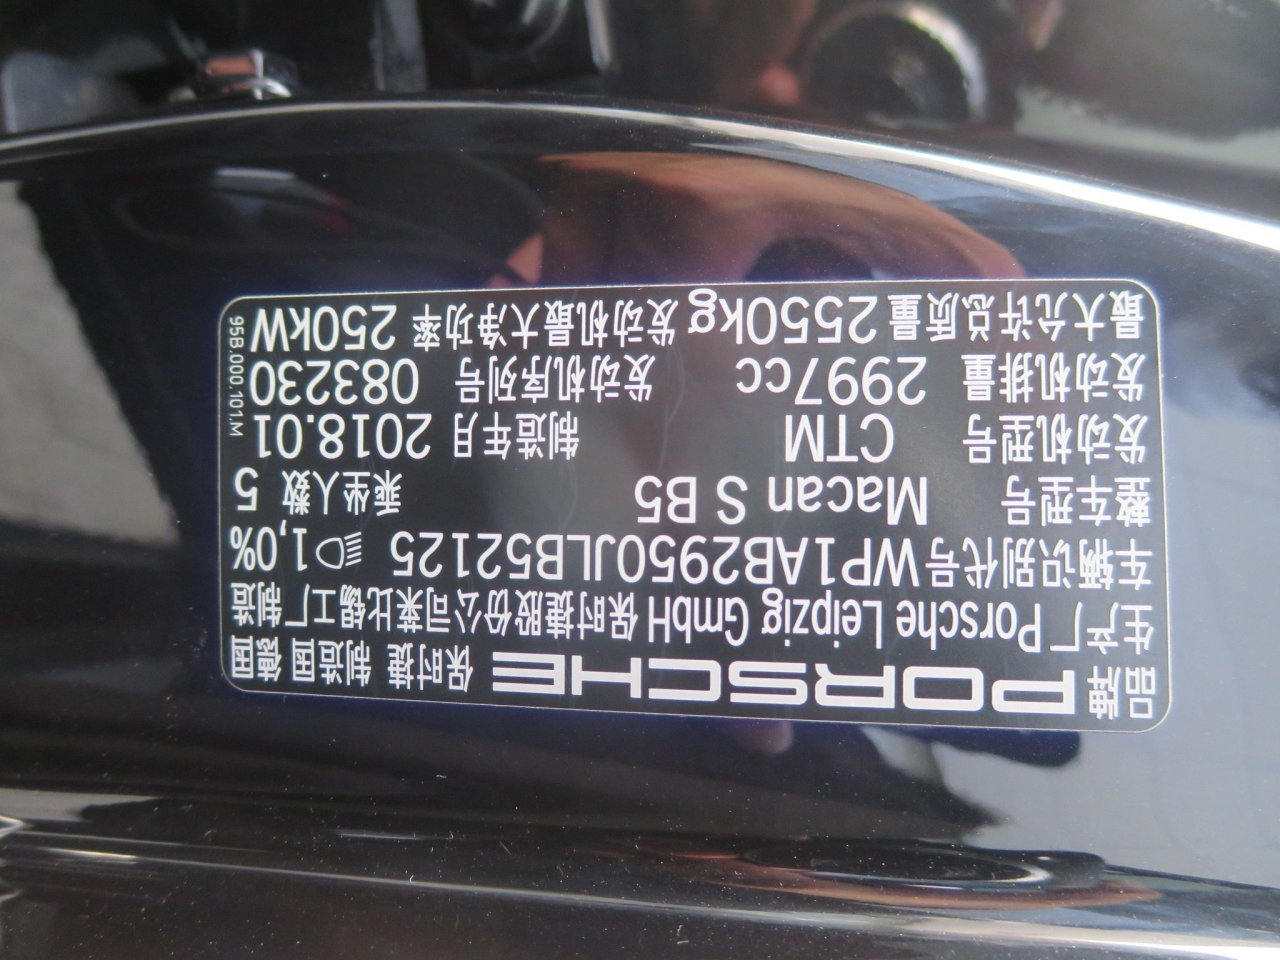 品牌 PORSCHE 保时捷 制造国 德国
生产厂 Porsche Leipzig GmbH 保时捷股份公司莱比锡工厂制造
车辆识别代号 WP1AB2950JLB52125 1,0%
整车型号 Macan S B5 乘坐人数 5
发动机型号 CTM 制造年月 2018.01
发动机排量 2997cc 发动机序列号 083230
最大允许总质量 2550kg 发动机最大净功率 250kW
95B.000.101.M